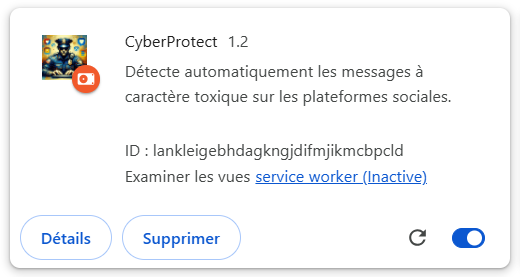 CyberProtect 1.2
Détecte automatiquement les messages à
caractère toxique sur les plateformes sociales.
ID : lankleigebhdagkngjdifmjikmcbpcld
Examiner les vues service worker (Inactive)
Détails
Supprimer